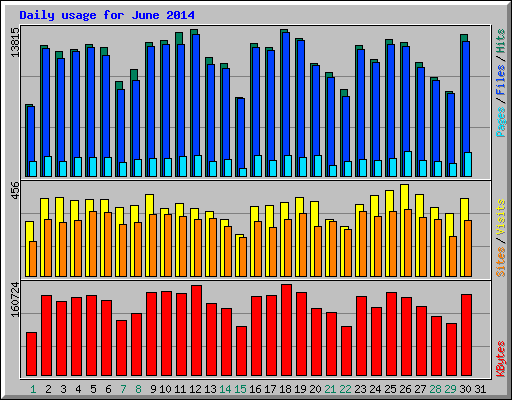 Daily usage for June 2014
13815
Pages / Files / Hits
456
Sites / Visits
160724
KBytes
1 2 3 4 5 6 7 8 9 10 11 12 13 14 15 16 17 18 19 20 21 22 23 24 25 26 27 28 29 30 31